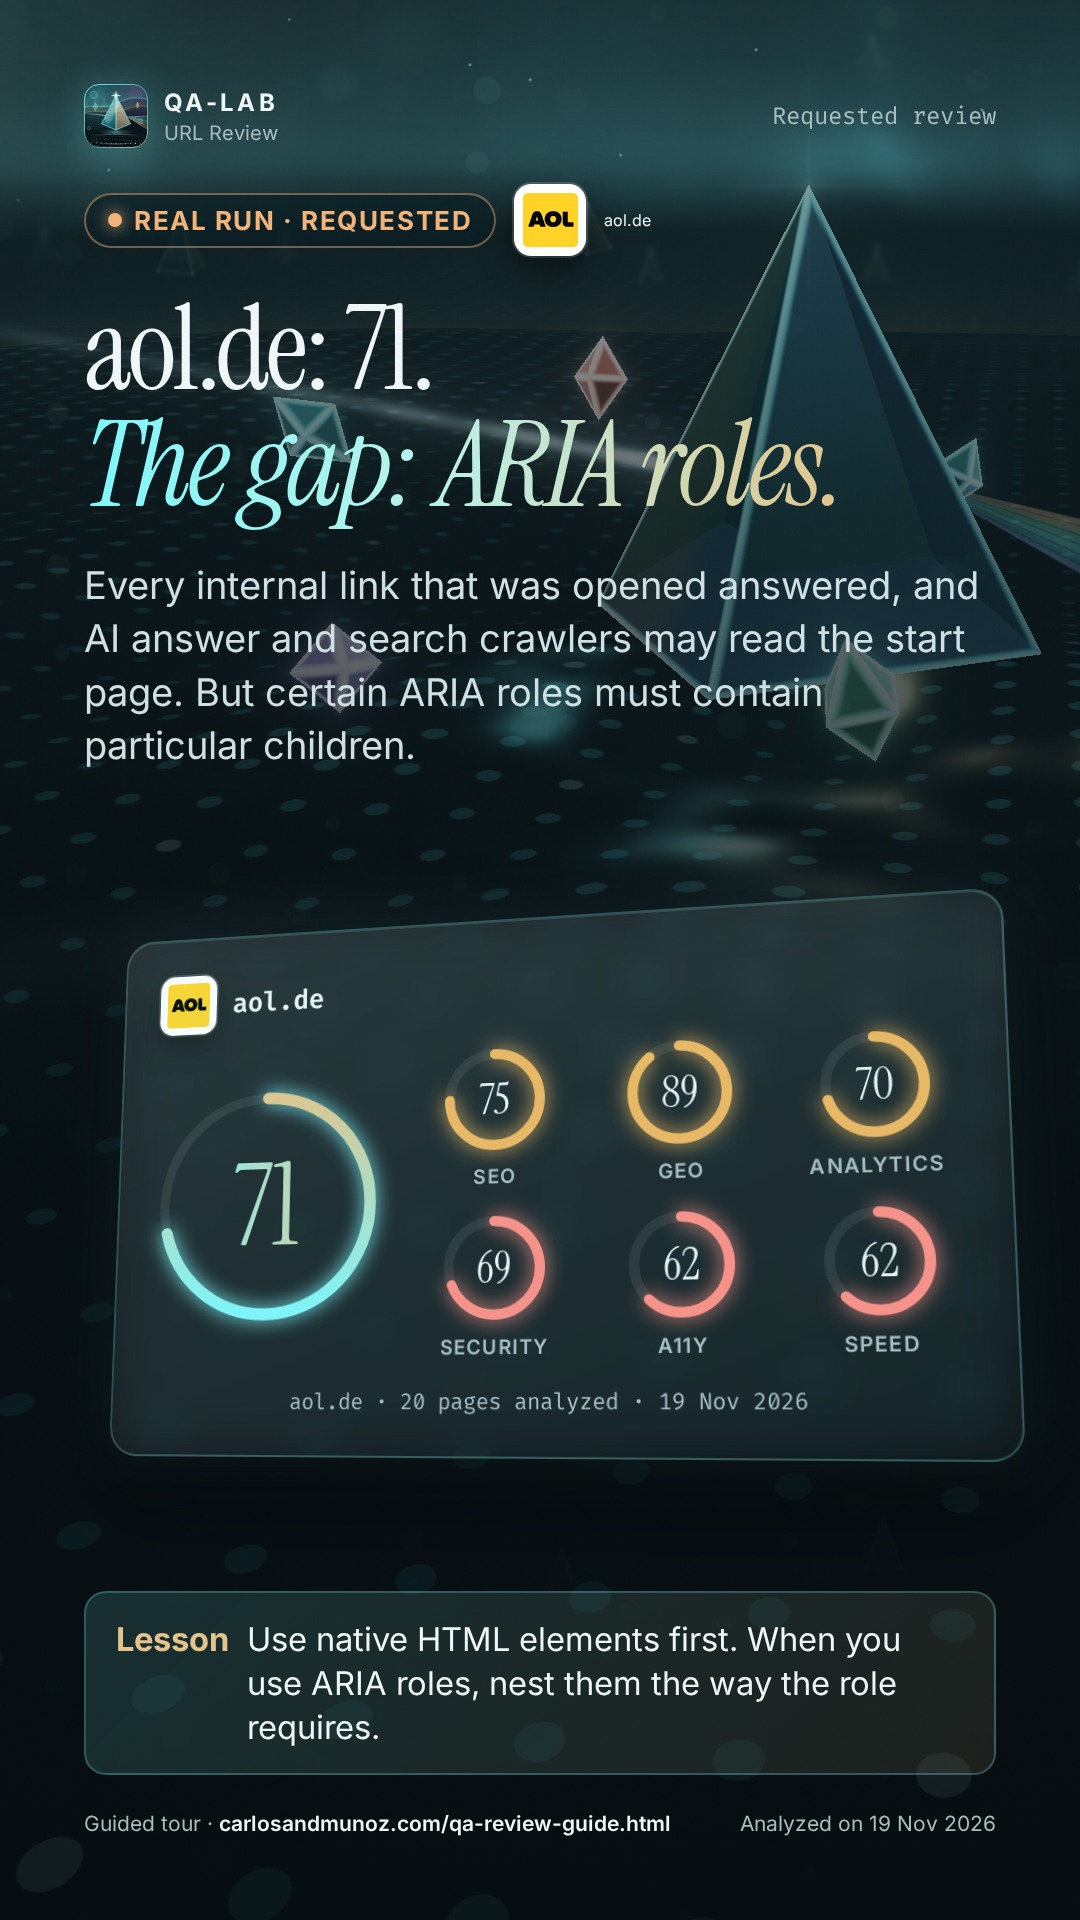 QA-LAB
URL Review
Requested review
REAL RUN · REQUESTED
AOL
aol.de
aol.de: 71.
The gap: ARIA roles.
Every internal link that was opened answered, and
AI answer and search crawlers may read the start
page. But certain ARIA roles must contain
particular children.
AOL
aol.de
71
75
SEO
89
GEO
70
ANALYTICS
69
SECURITY
62
A11Y
62
SPEED
aol.de · 20 pages analyzed · 19 Nov 2026
Lesson
Use native HTML elements first. When you
use ARIA roles, nest them the way the role
requires.
Guided tour · carlosandmunoz.com/qa-review-guide.html
Analyzed on 19 Nov 2026